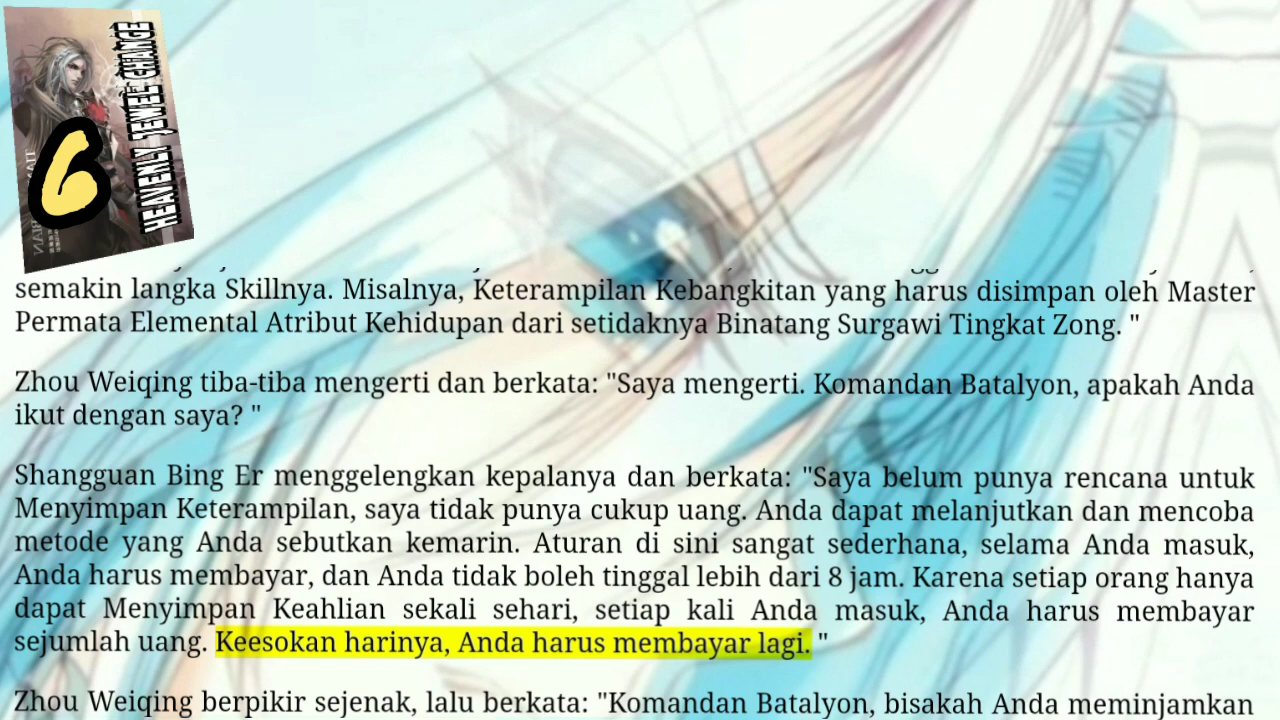 HEAVENLY JEWEL CHANGE
6
semakin langka Skillnya. Misalnya, Keterampilan Kebangkitan yang harus disimpan oleh Master
Permata Elemental Atribut Kehidupan dari setidaknya Binatang Surgawi Tingkat Zong. "
Zhou Weiqing tiba-tiba mengerti dan berkata: "Saya mengerti. Komandan Batalyon, apakah Anda
ikut dengan saya? "
Shangguan Bing Er menggelengkan kepalanya dan berkata: "Saya belum punya rencana untuk
Menyimpan Keterampilan, saya tidak punya cukup uang. Anda dapat melanjutkan dan mencoba
metode yang Anda sebutkan kemarin. Aturan di sini sangat sederhana, selama Anda masuk,
Anda harus membayar, dan Anda tidak boleh tinggal lebih dari 8 jam. Karena setiap orang hanya
dapat Menyimpan Keahlian sekali sehari, setiap kali Anda masuk, Anda harus membayar
sejumlah uang. Keesokan harinya, Anda harus membayar lagi. "
Zhou Weiqing berpikir sejenak, lalu berkata: "Komandan Batalyon, bisakah Anda meminjamkan